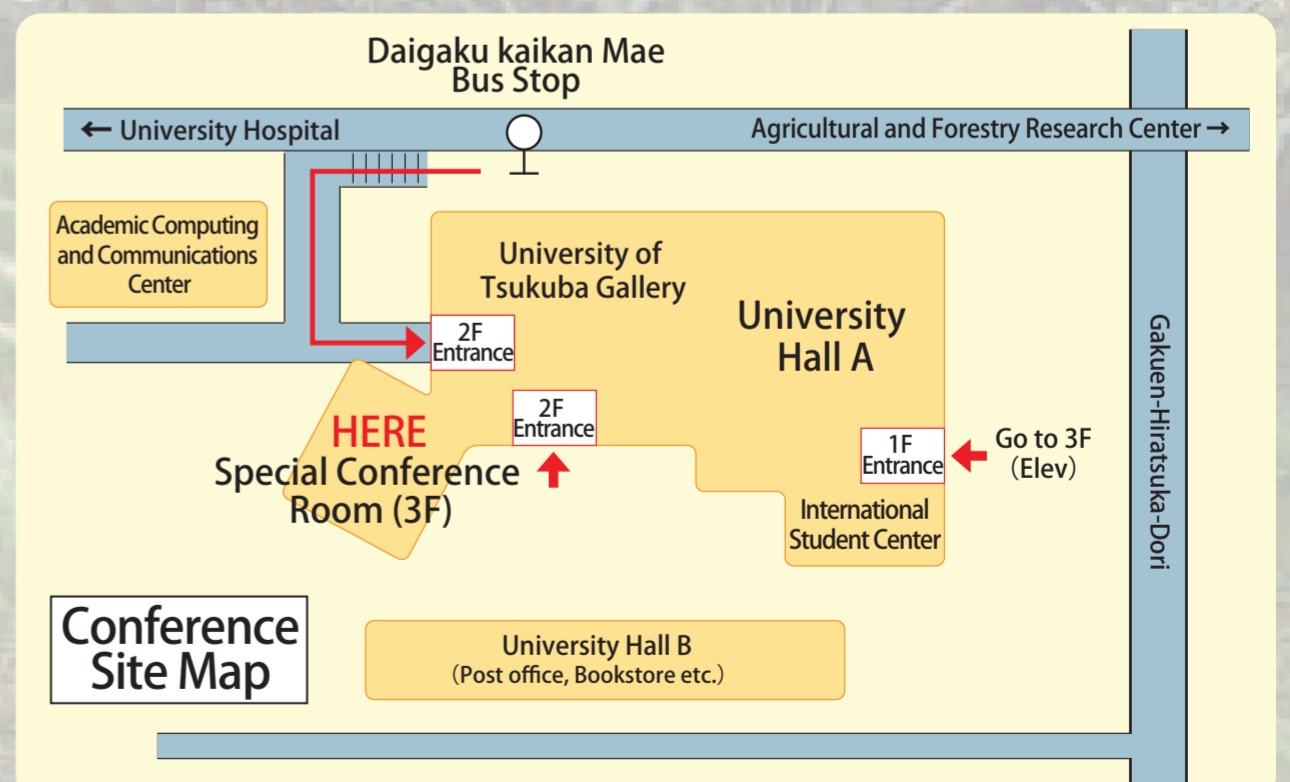 Daigaku kaikan Mae
Bus Stop
← University Hospital
Agricultural and Forestry Research Center →
Academic Computing
and Communications
Center
University of
Tsukuba Gallery
University
Hall A
2F
Entrance
2F
Entrance
HERE
Special Conference
Room (3F)
1F
Entrance
Go to 3F
（Elev）
International
Student Center
Gakuen-Hiratsuka-Dori
Conference
Site Map
University Hall B
（Post office, Bookstore etc.）